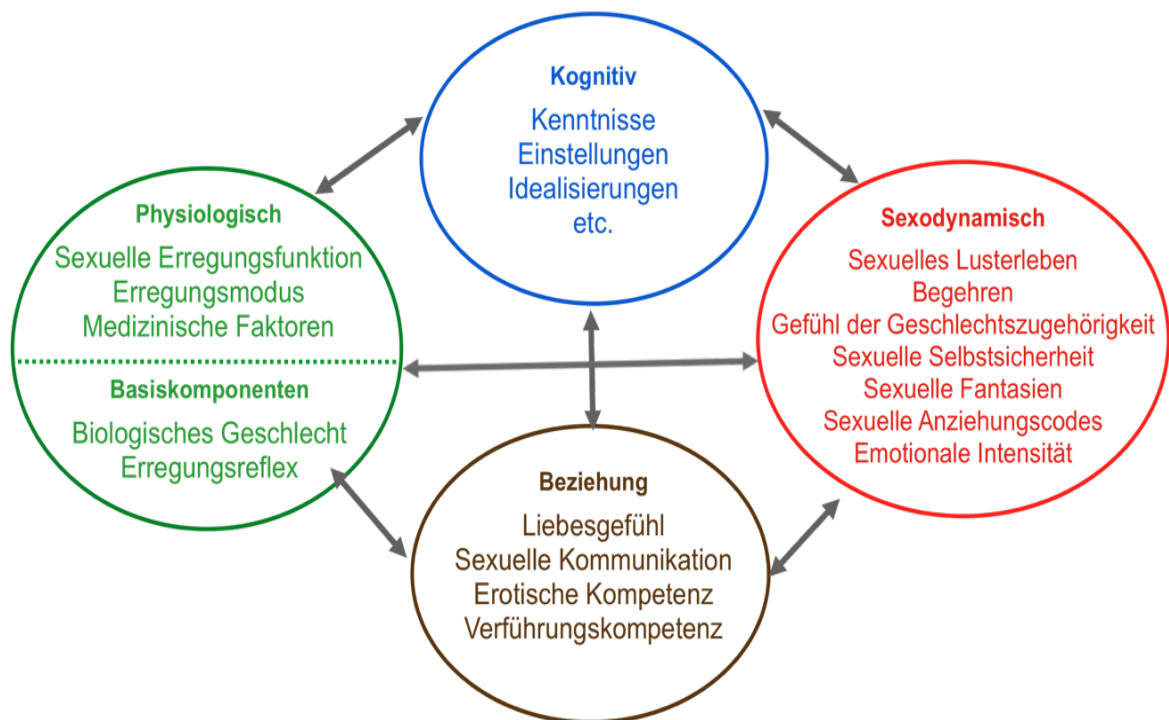 Kognitiv
Kenntnisse
Einstellungen
Idealisierungen
etc.
Physiologisch
Sexuelle Erregungsfunktion
Erregungsmodus
Medizinische Faktoren
Basiskomponenten
Biologisches Geschlecht
Erregungsreflex
Sexodynamisch
Sexuelles Lusterleben
Begehren
Gefühl der Geschlechtszugehörigkeit
Sexuelle Selbstsicherheit
Sexuelle Fantasien
Sexuelle Anziehungscodes
Emotionale Intensität
Beziehung
Liebesgefühl
Sexuelle Kommunikation
Erotische Kompetenz
Verführungskompetenz